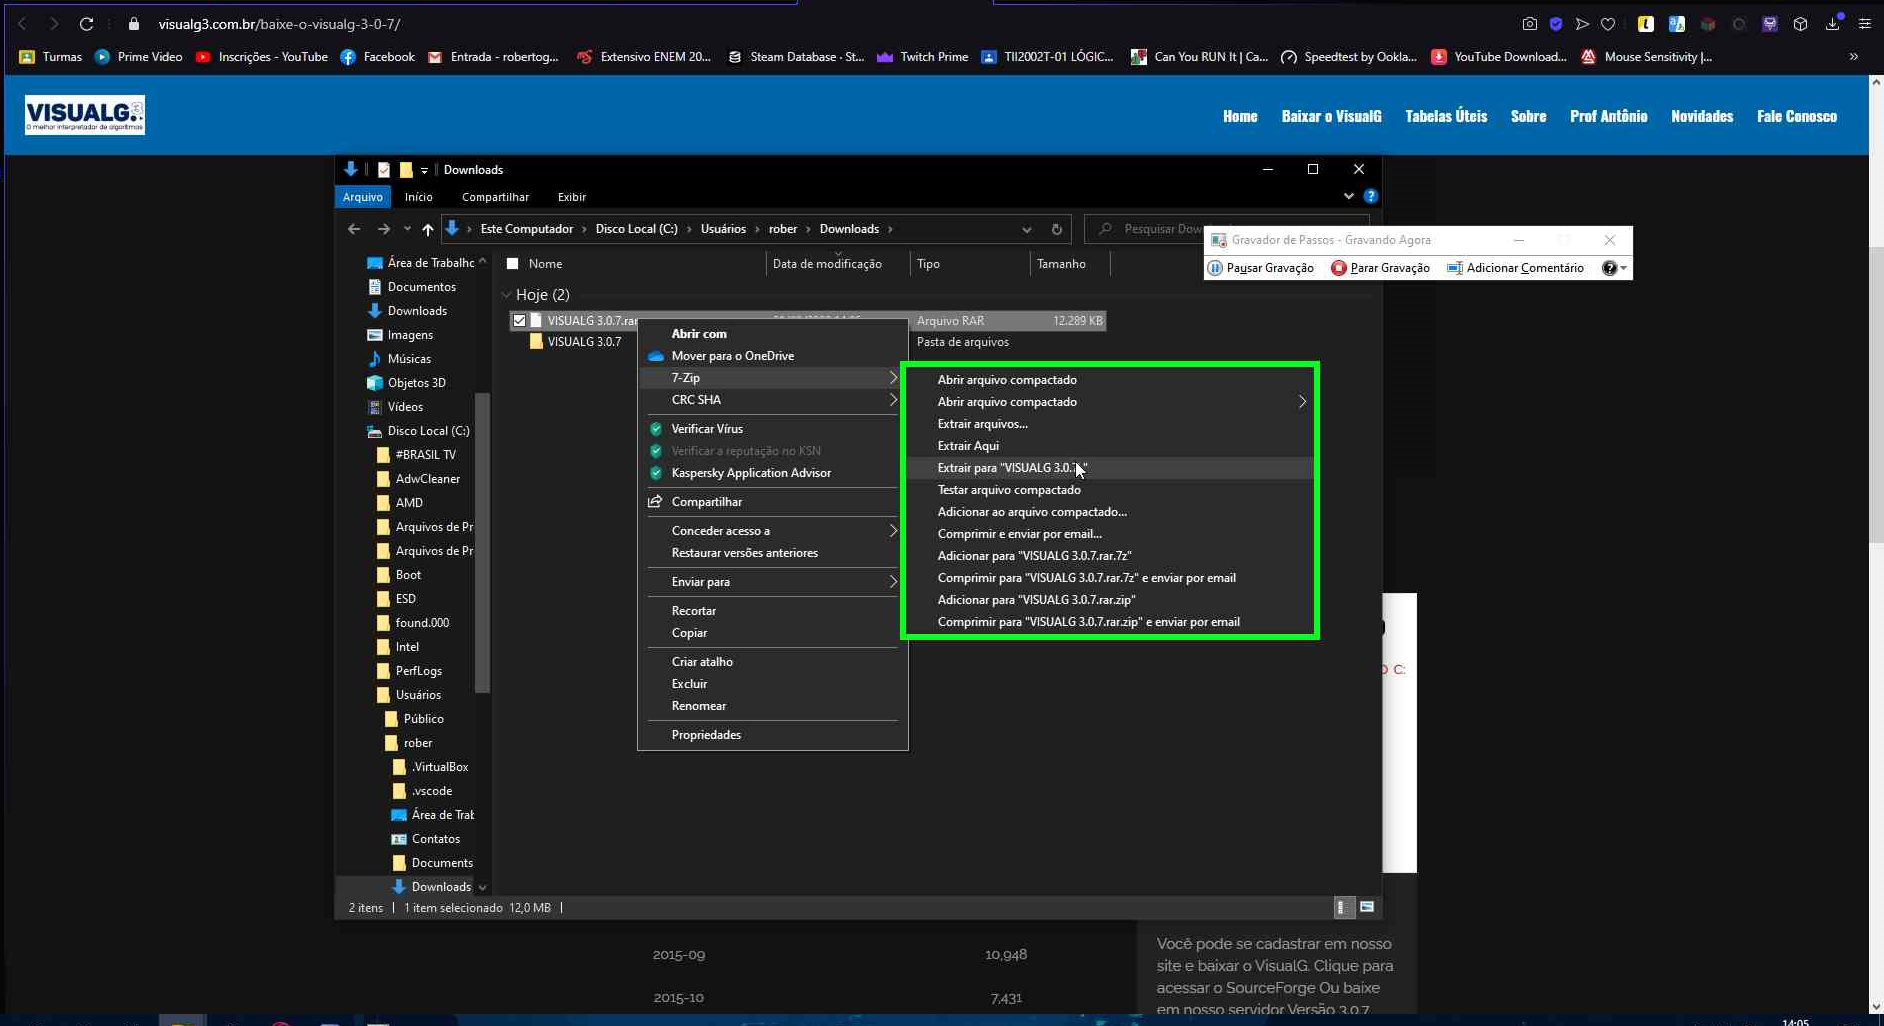 visualg3.com.br/baixe-o-visualg-3-0-7/
Turmas Prime Video Inscrições - YouTube Facebook Entrada - robertog... Extensivo ENEM 20... Steam Database · St... Twitch Prime TII2002T-01 LÓGIC... Can You RUN It | Ca... Speedtest by Ookla... YouTube Download... Mouse Sensitivity |... »
VISUALG3
O melhor interpretador de algoritmos
Home Baixar o VisualG Tabelas Úteis Sobre Prof Antônio Novidades Fale Conosco
Downloads
Arquivo Início Compartilhar Exibir
Este Computador › Disco Local (C:) › Usuários › rober › Downloads ›
Pesquisar Dow
Gravador de Passos - Gravando Agora
Pausar Gravação Parar Gravação Adicionar Comentário
Nome Data de modificação Tipo Tamanho
Hoje (2)
VISUALG 3.0.7.rar Arquivo RAR 12.289 KB
VISUALG 3.0.7 Pasta de arquivos
Área de Trabalho
Documentos
Downloads
Imagens
Músicas
Objetos 3D
Vídeos
Disco Local (C:)
#BRASIL TV
AdwCleaner
AMD
Arquivos de Pr
Arquivos de Pr
Boot
ESD
found.000
Intel
PerfLogs
Usuários
Público
rober
.VirtualBox
.vscode
Área de Trab
Contatos
Documents
Downloads
Abrir com
Mover para o OneDrive
7-Zip
CRC SHA
Verificar Vírus
Verificar a reputação no KSN
Kaspersky Application Advisor
Compartilhar
Conceder acesso a
Restaurar versões anteriores
Enviar para
Recortar
Copiar
Criar atalho
Excluir
Renomear
Propriedades
Abrir arquivo compactado
Abrir arquivo compactado
Extrair arquivos...
Extrair Aqui
Extrair para "VISUALG 3.0.7\"
Testar arquivo compactado
Adicionar ao arquivo compactado...
Comprimir e enviar por email...
Adicionar para "VISUALG 3.0.7.rar.7z"
Comprimir para "VISUALG 3.0.7.rar.7z" e enviar por email
Adicionar para "VISUALG 3.0.7.rar.zip"
Comprimir para "VISUALG 3.0.7.rar.zip" e enviar por email
C:
2 itens 1 item selecionado 12,0 MB
2015-09 10,948
2015-10 7,431
Você pode se cadastrar em nosso
site e baixar o VisualG. Clique para
acessar o SourceForge Ou baixe
em nosso servidor Versão 3.0.7
14:05